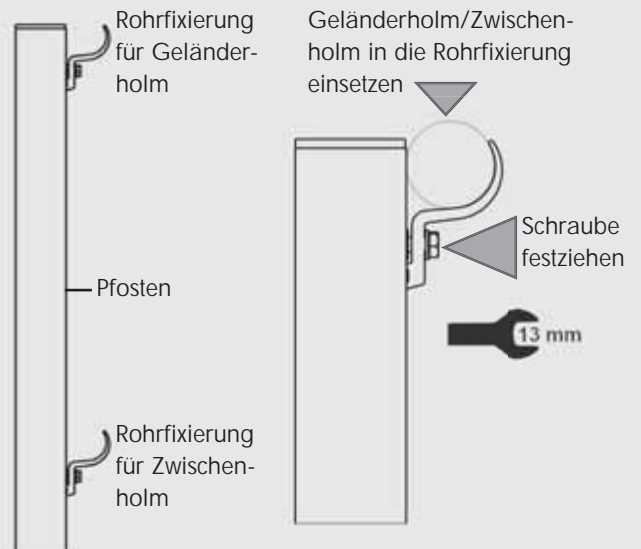 Rohrfixierung
für Geländer-
holm
Geländerholm/Zwischen-
holm in die Rohrfixierung
einsetzen
Schraube
festziehen
Pfosten
13 mm
Rohrfixierung
für Zwischen-
holm